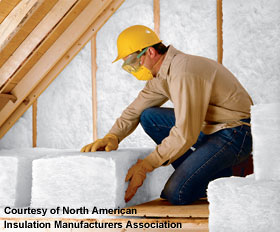 Courtesy of North American
Insulation Manufacturers Association